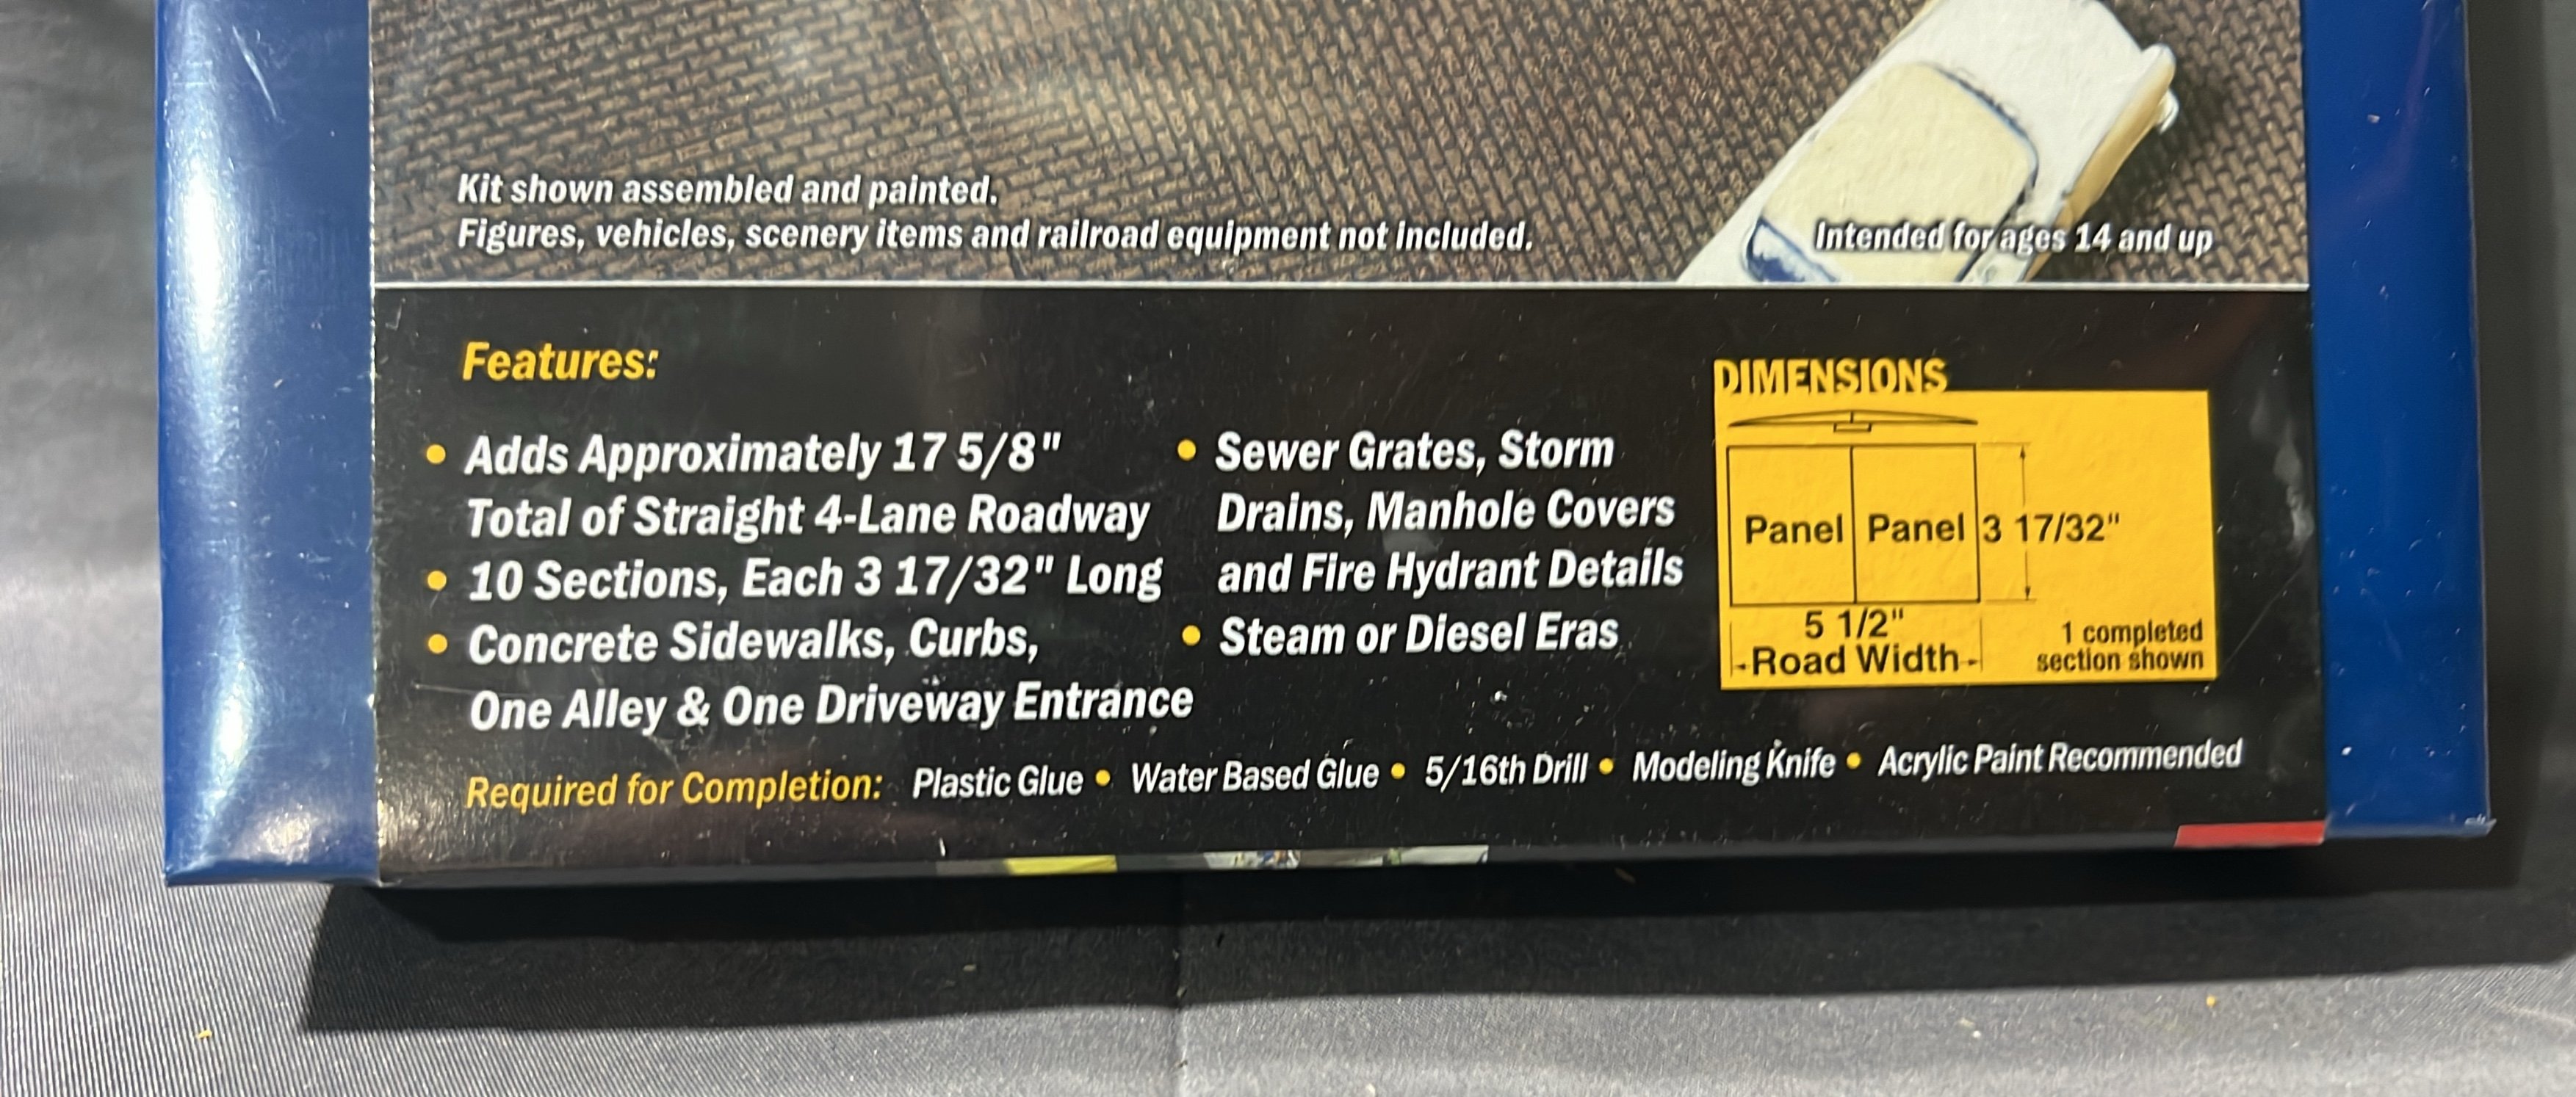 Kit shown assembled and painted.
Figures, vehicles, scenery items and railroad equipment not included.
Intended for ages 14 and up
Features:
• Adds Approximately 17 5/8"
Total of Straight 4-Lane Roadway
• 10 Sections, Each 3 17/32" Long
• Concrete Sidewalks, Curbs,
One Alley & One Driveway Entrance
• Sewer Grates, Storm
Drains, Manhole Covers
and Fire Hydrant Details
• Steam or Diesel Eras
DIMENSIONS
Panel Panel 3 17/32"
5 1/2"
Road Width
1 completed
section shown
Required for Completion: Plastic Glue • Water Based Glue • 5/16th Drill • Modeling Knife • Acrylic Paint Recommended